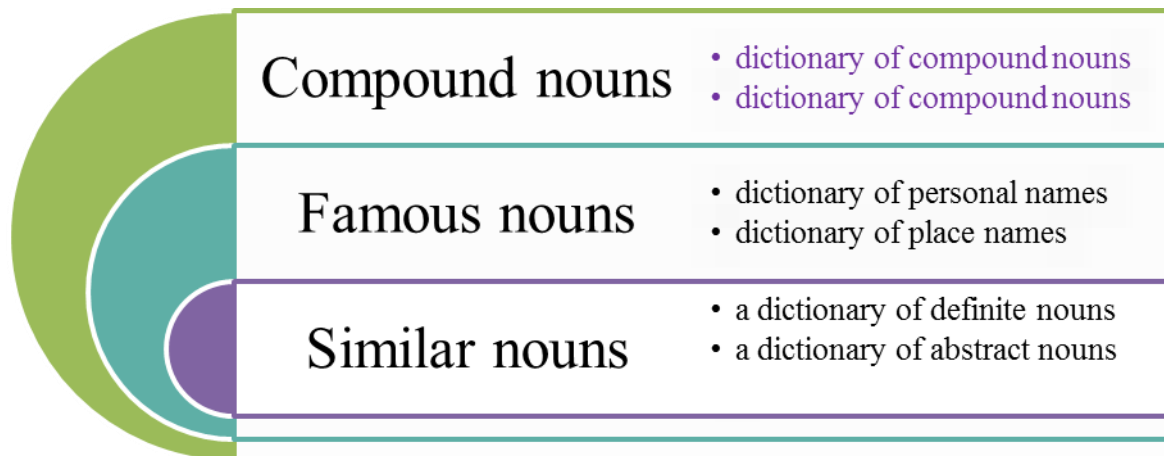 Compound nouns
• dictionary of compound nouns
• dictionary of compound nouns
Famous nouns
• dictionary of personal names
• dictionary of place names
Similar nouns
• a dictionary of definite nouns
• a dictionary of abstract nouns